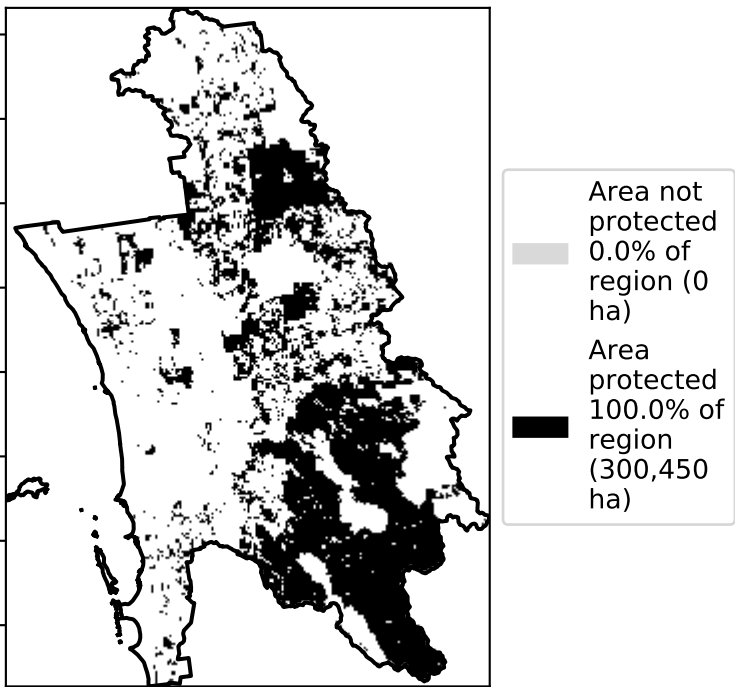 Area not
protected
0.0% of
region (0
ha)
Area
protected
100.0% of
region
(300,450
ha)